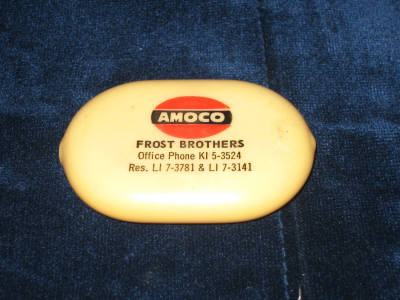 AMOCO
FROST BROTHERS
Office Phone KI 5-3524
Res. LI 7-3781 & LI 7-3141